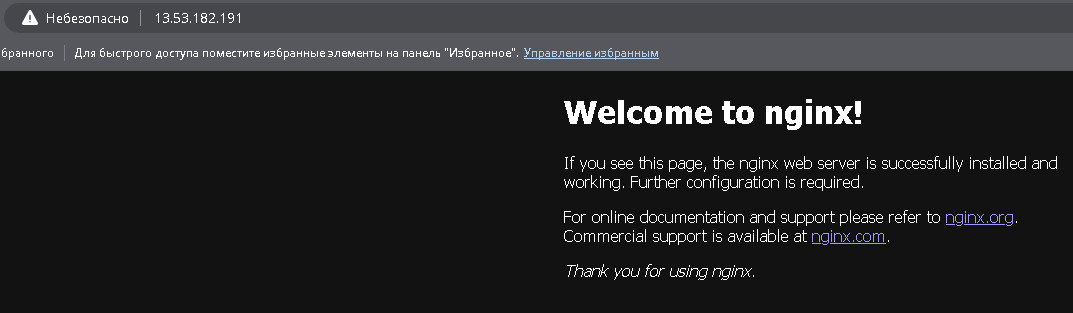 Небезопасно 13.53.182.191
бранного Для быстрого доступа поместите избранные элементы на панель "Избранное". Управление избранным
Welcome to nginx!
If you see this page, the nginx web server is successfully installed and
working. Further configuration is required.
For online documentation and support please refer to nginx.org.
Commercial support is available at nginx.com.
Thank you for using nginx.